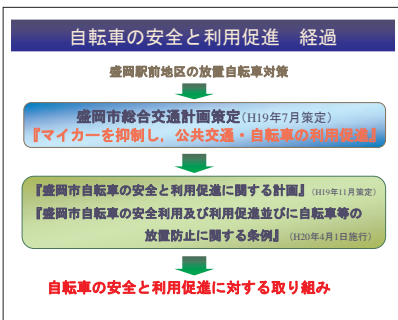 自転車の安全と利用促進　経過
盛岡駅前地区の放置自転車対策
盛岡市総合交通計画策定(H19年7月策定)
『マイカーを抑制し，公共交通・自転車の利用促進』
『盛岡市自転車の安全と利用促進に関する計画』（H19年11月策定）
『盛岡市自転車の安全利用及び利用促進並びに自転車等の
放置防止に関する条例』（H20年4月1日施行）
自転車の安全と利用促進に対する取り組み